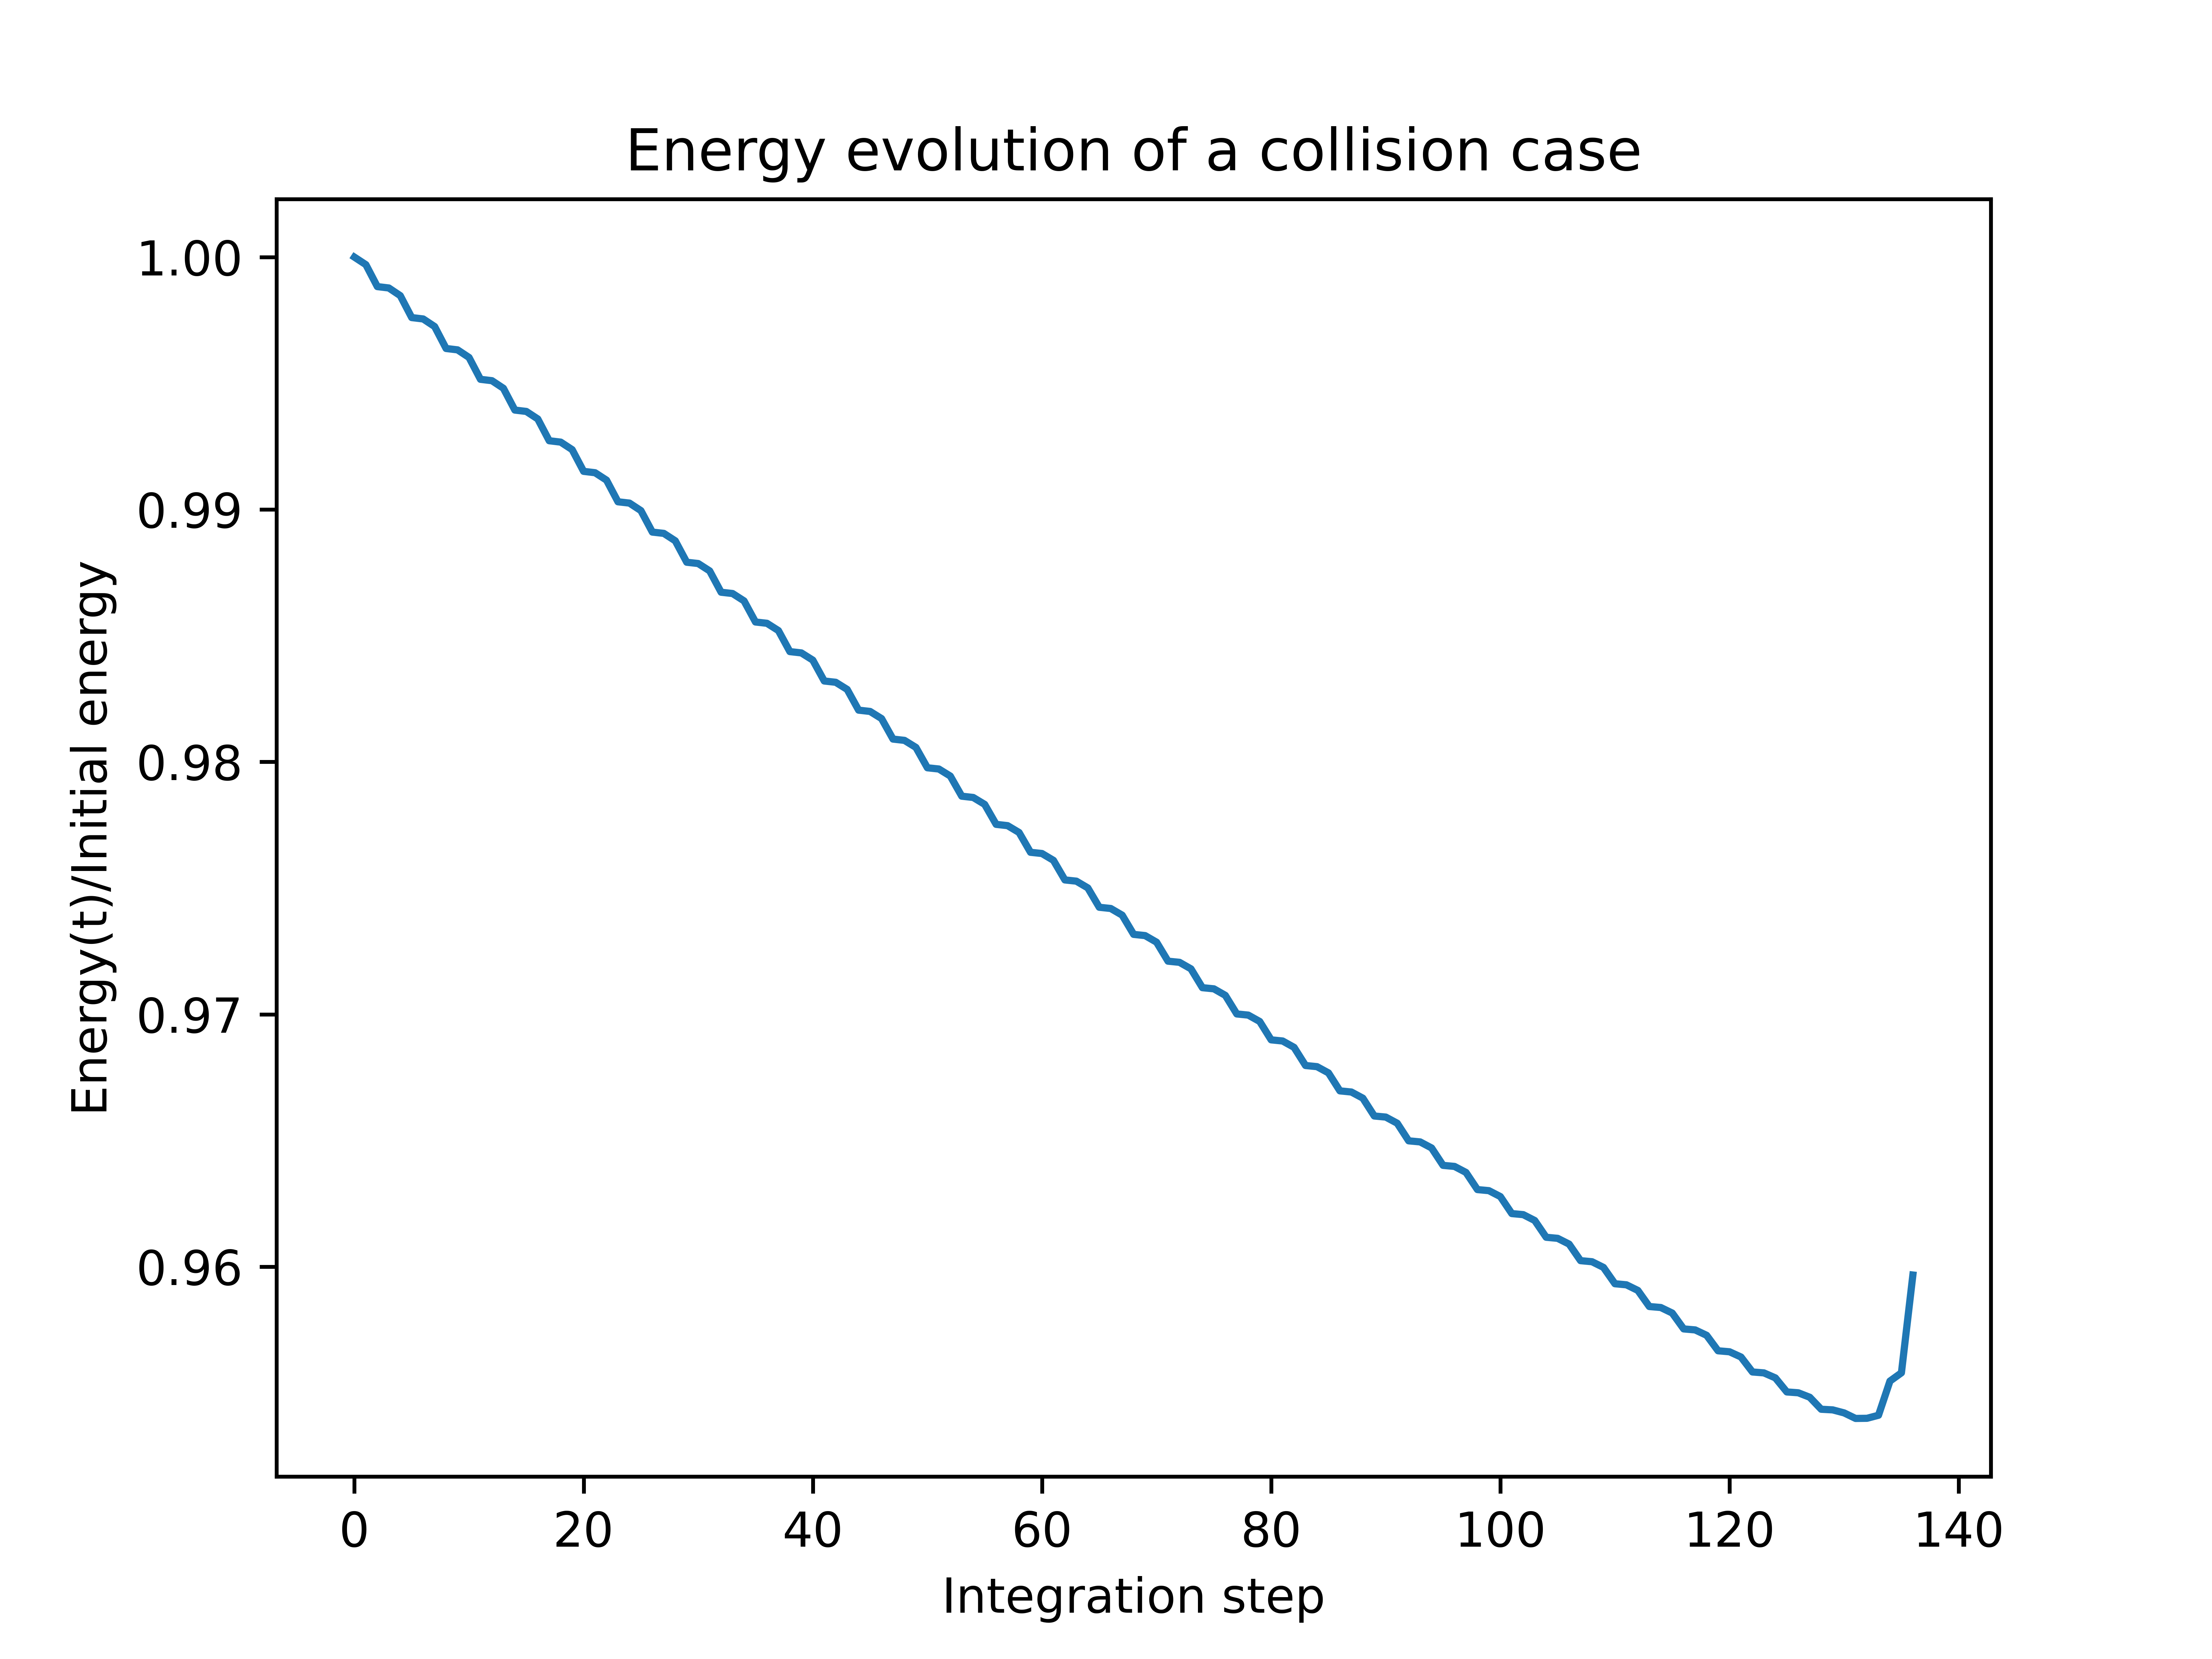 Energy evolution of a collision case
Energy(t)/Initial energy
1.00
0.99
0.98
0.97
0.96
0 20 40 60 80 100 120 140
Integration step